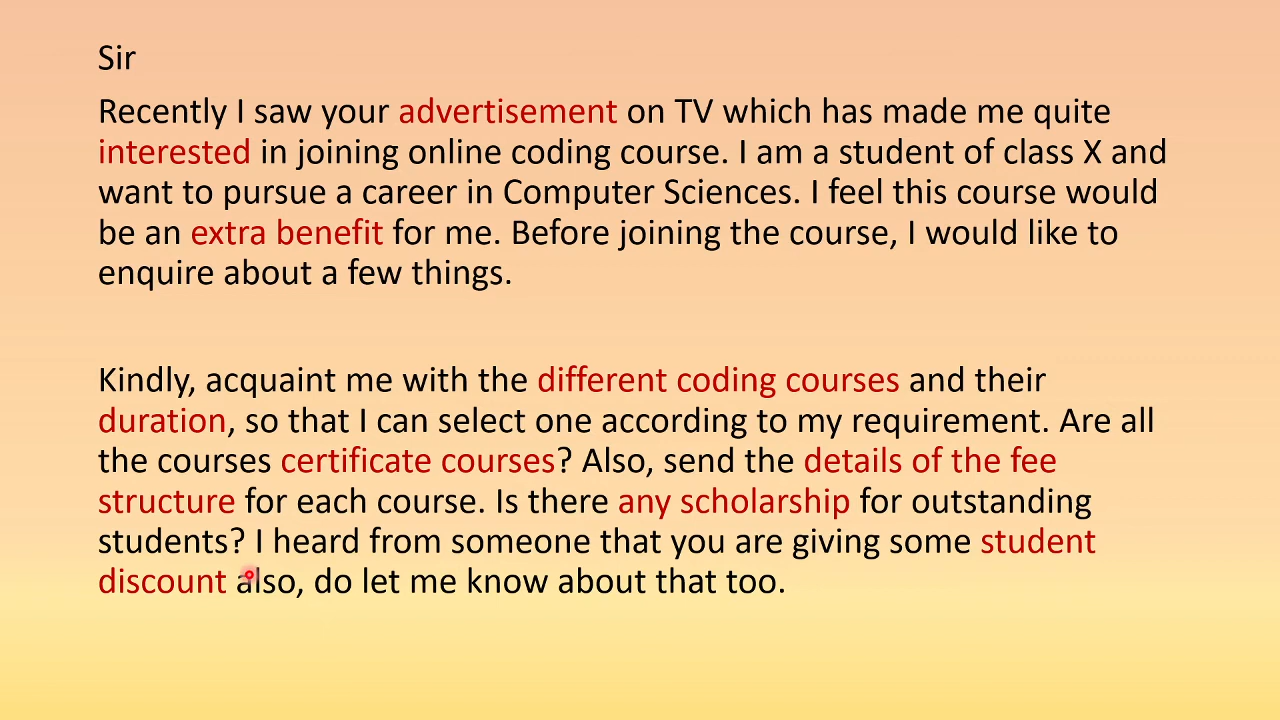 Sir
Recently I saw your advertisement on TV which has made me quite
interested in joining online coding course. I am a student of class X and
want to pursue a career in Computer Sciences. I feel this course would
be an extra benefit for me. Before joining the course, I would like to
enquire about a few things.
Kindly, acquaint me with the different coding courses and their
duration, so that I can select one according to my requirement. Are all
the courses certificate courses? Also, send the details of the fee
structure for each course. Is there any scholarship for outstanding
students? I heard from someone that you are giving some student
discount also, do let me know about that too.